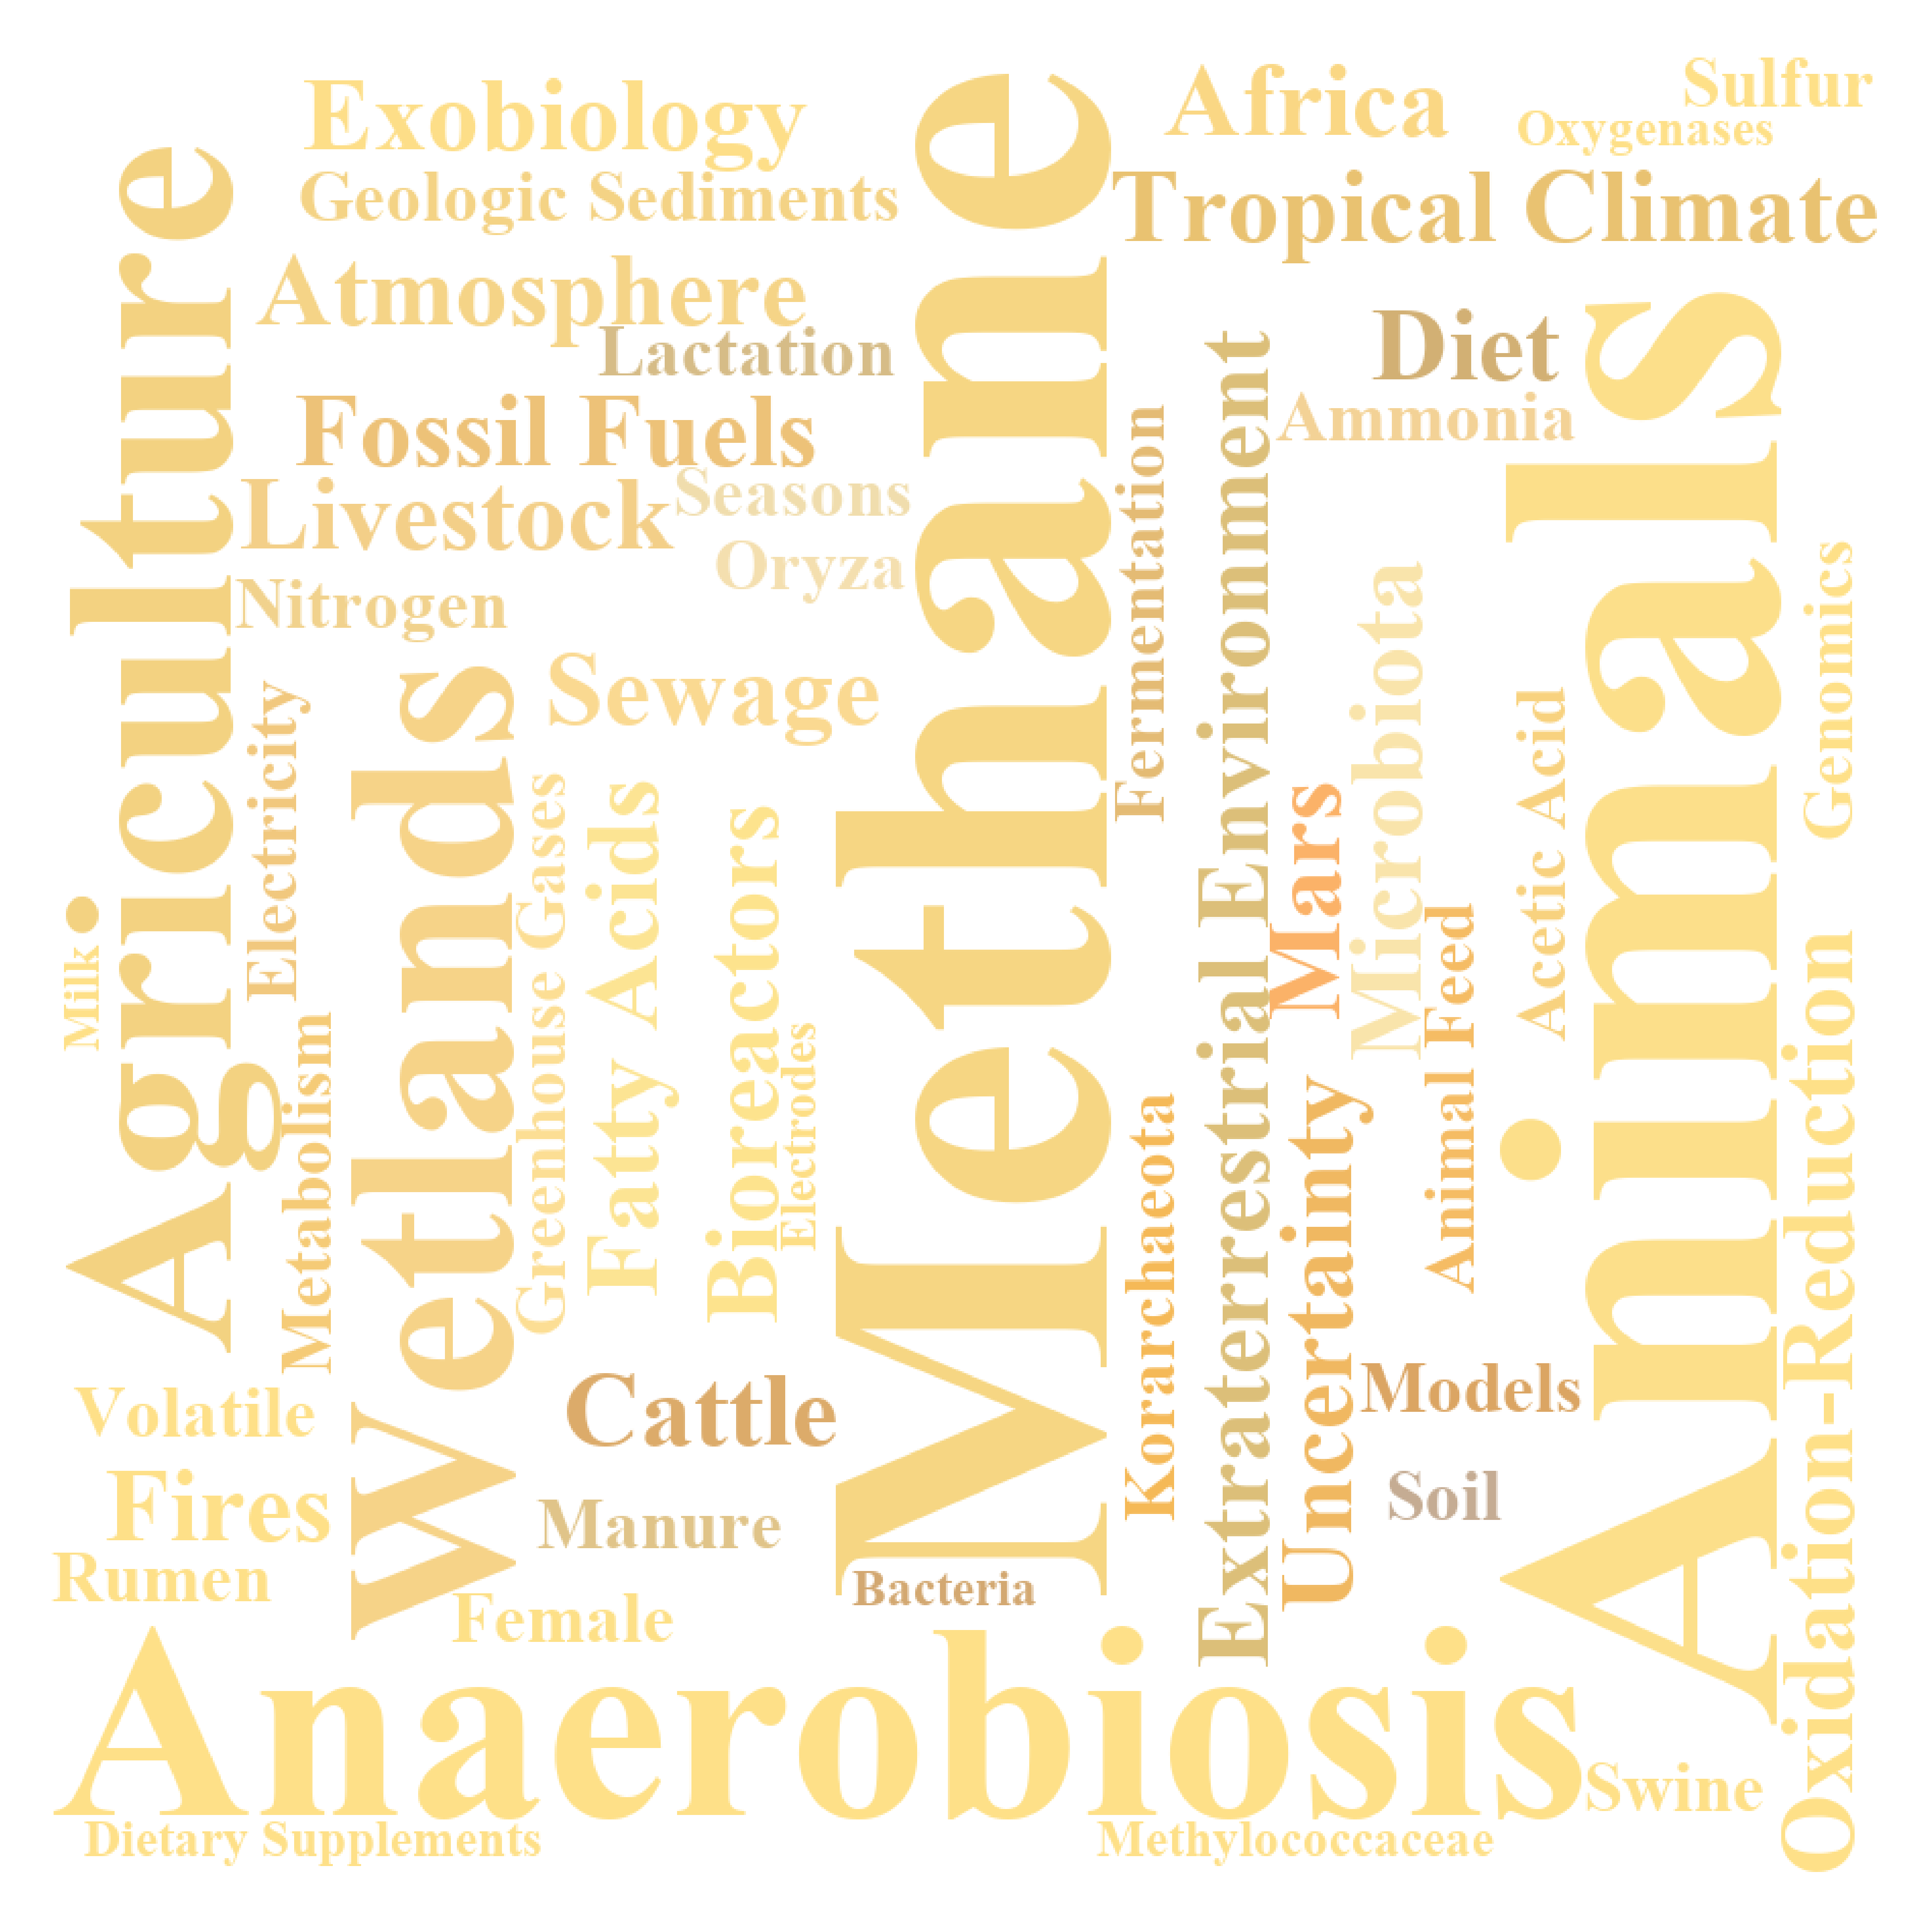 Exobiology
Africa
Sulfur
Oxygenases
Geologic Sediments
Tropical Climate
Agriculture
Methane
Atmosphere
Lactation
Diet
Animals
Fossil Fuels
Ammonia
Livestock
Seasons
Oryza
Nitrogen
Fermentation
Extraterrestrial Environment
Microbiota
Genomics
Sewage
Wetlands
Electricity
Greenhouse Gases
Fatty Acids
Bioreactors
Mars
Acetic Acid
Milk
Animal Feed
Oxidation-Reduction
Metabolism
Electrodes
Korarchaeota
Uncertainty
Volatile
Cattle
Models
Fires
Manure
Soil
Rumen
Bacteria
Female
Anaerobiosis
Swine
Dietary Supplements
Methylococcaceae